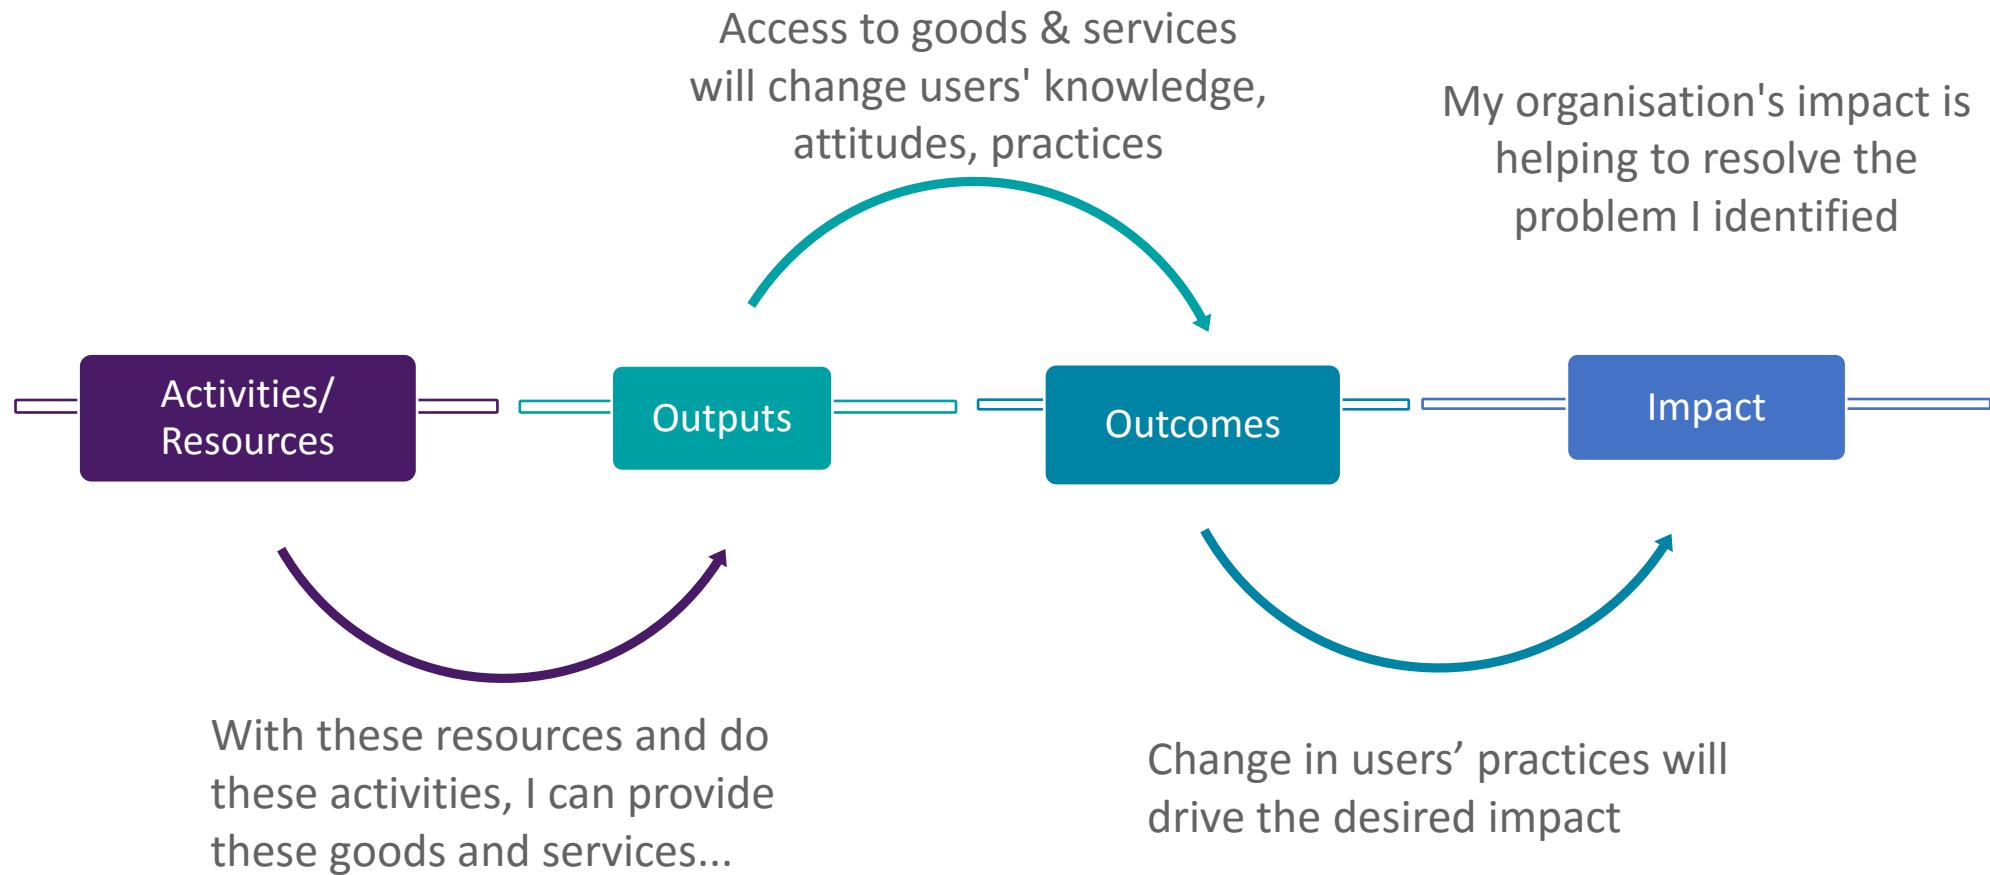 Access to goods & services
will change users' knowledge,
attitudes, practices
My organisation's impact is
helping to resolve the
problem I identified
Activities/
Resources
Outputs
Outcomes
Impact
With these resources and do
these activities, I can provide
these goods and services...
Change in users’ practices will
drive the desired impact